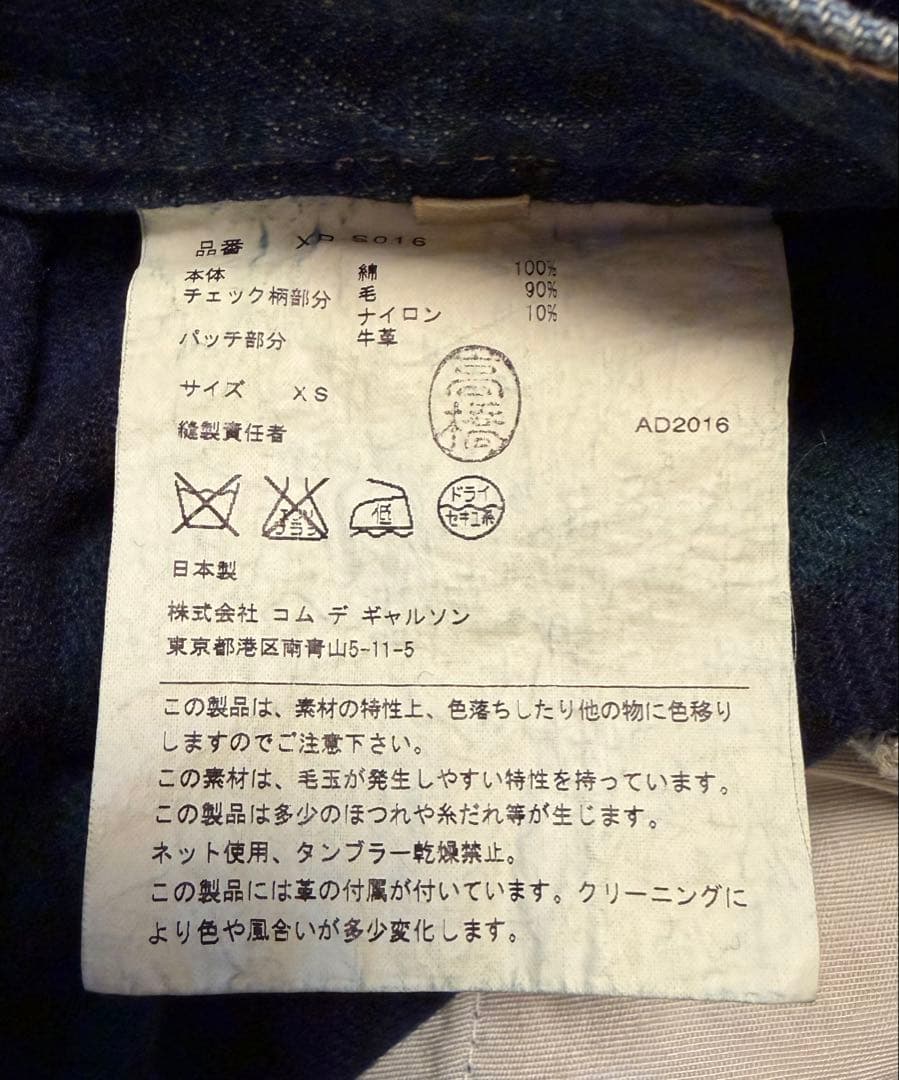 品番 XP-S016
本体 綿 100%
チェック柄部分 毛 90%
ナイロン 10%
パッチ部分 牛革
サイズ XS
高橋
縫製責任者
AD2016
低
ドライ
セキユ系
日本製
株式会社 コム デ ギャルソン
東京都港区南青山5-11-5
この製品は、素材の特性上、色落ちしたり他の物に色移り
しますのでご注意下さい。
この素材は、毛玉が発生しやすい特性を持っています。
この製品は多少のほつれや糸だれ等が生じます。
ネット使用、タンブラー乾燥禁止。
この製品には革の付属が付いています。クリーニングに
より色や風合いが多少変化します。